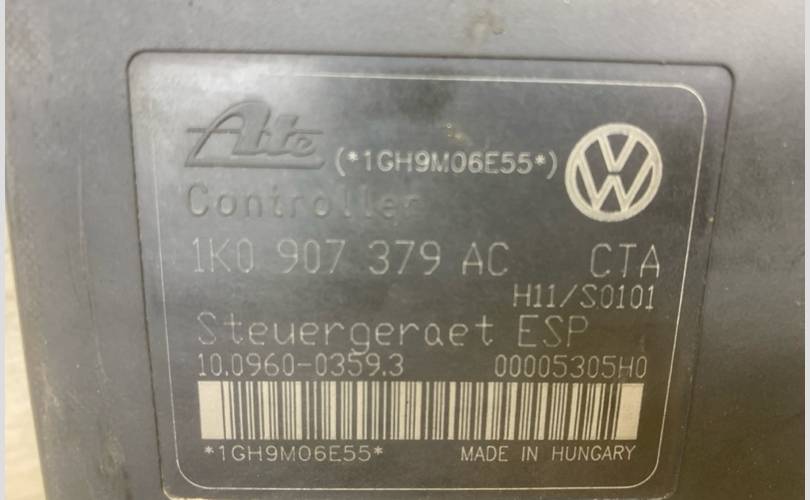 Ate (*1GH9M06E55*)
Controller
1K0 907 379 AC CTA
H11/S0101
Steuergeraet ESP
10.0960-0359.3 00005305H0
*1GH9M06E55* MADE IN HUNGARY